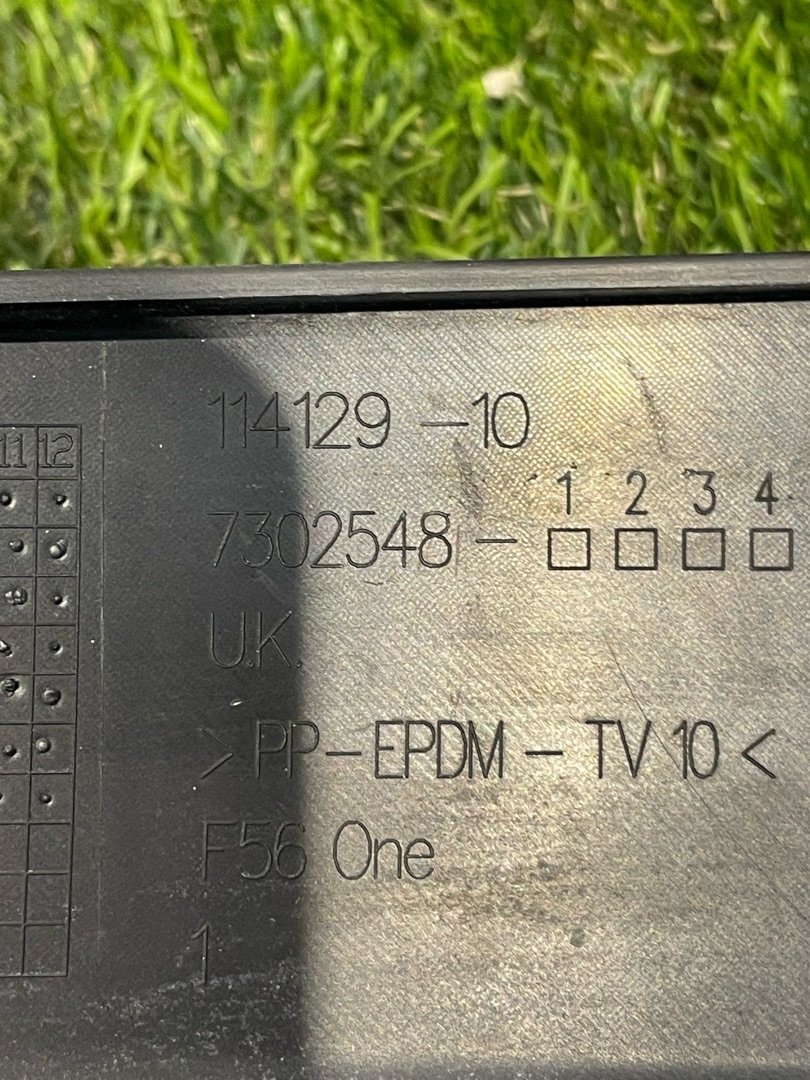 114129 -10
1 2 3 4
7302548 - □ □ □ □
U.K.
> PP-EPDM - TV 10 <
F56 One
1
11 12